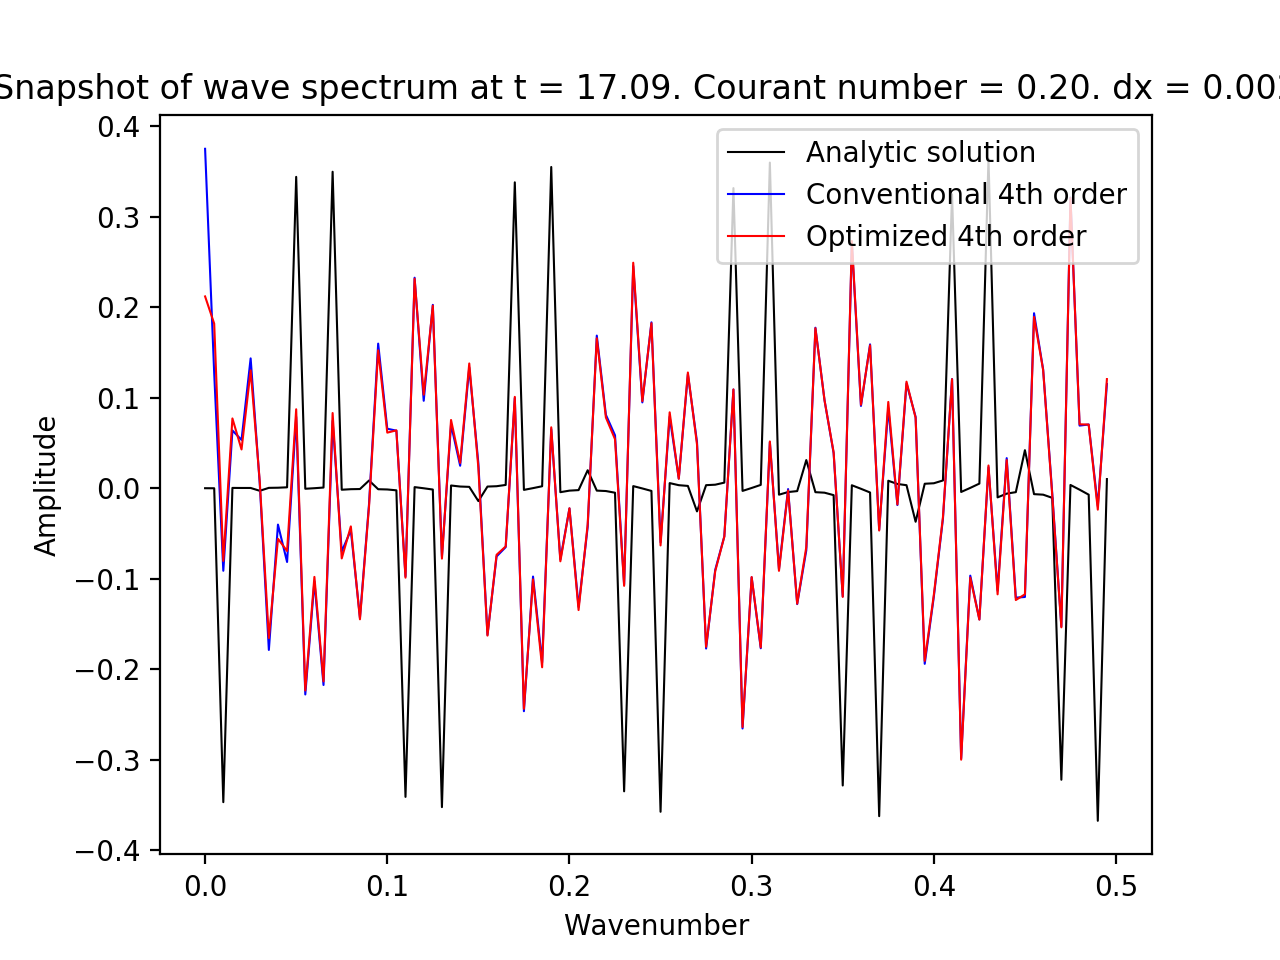 Snapshot of wave spectrum at t = 17.09. Courant number = 0.20. dx = 0.00
0.4
0.3
0.2
0.1
0.0
−0.1
−0.2
−0.3
−0.4
Amplitude
Analytic solution
Conventional 4th order
Optimized 4th order
0.0 0.1 0.2 0.3 0.4 0.5
Wavenumber